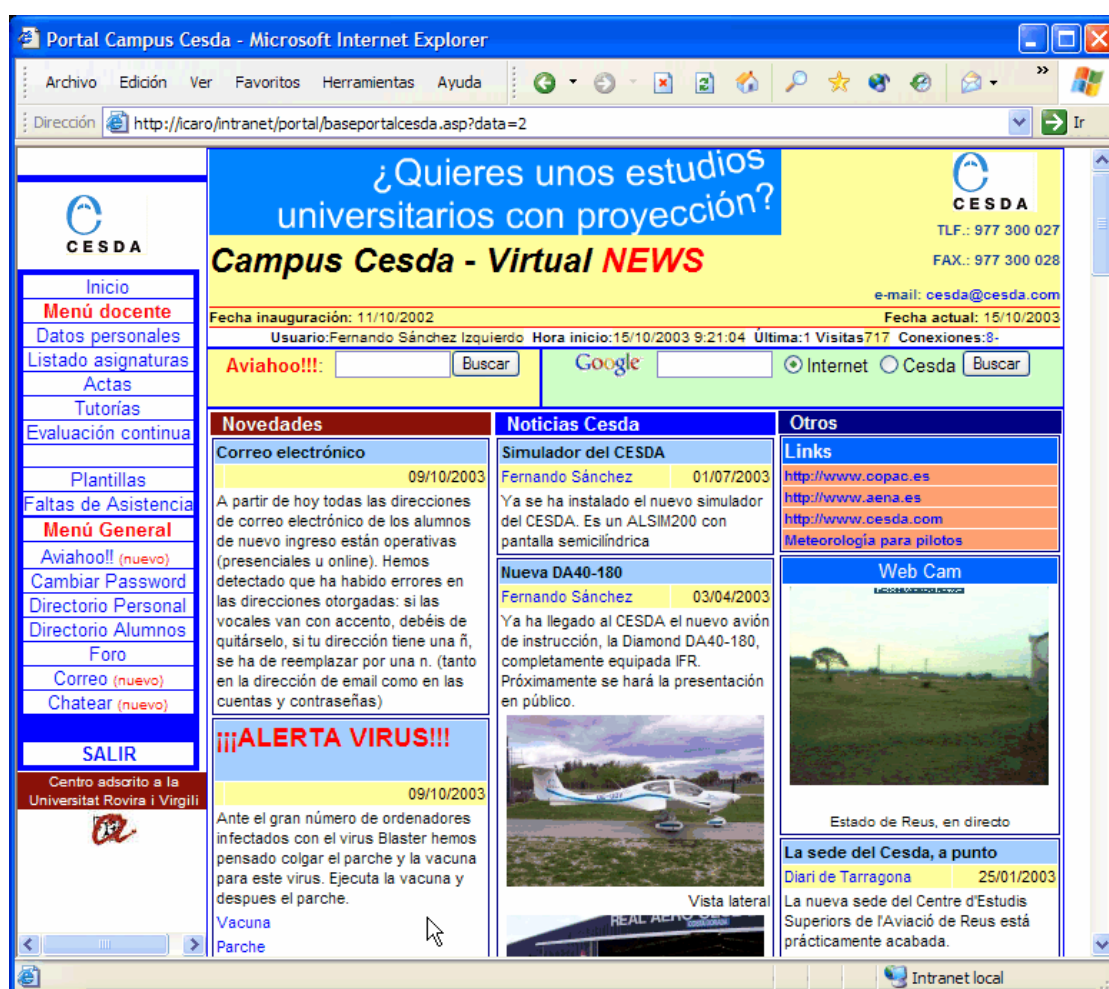 Portal Campus Cesda - Microsoft Internet Explorer
Archivo Edición Ver Favoritos Herramientas Ayuda »
Dirección http://icaro/intranet/portal/baseportalcesda.asp?data=2 Ir
CESDA
Inicio
Menú docente
Datos personales
Listado asignaturas
Actas
Tutorías
Evaluación continua
Plantillas
Faltas de Asistencia
Menú General
Aviahoo!! (nuevo)
Cambiar Password
Directorio Personal
Directorio Alumnos
Foro
Correo (nuevo)
Chatear (nuevo)
SALIR
Centro adscrito a la
Universitat Rovira i Virgili
¿Quieres unos estudios
universitarios con proyección?
Campus Cesda - Virtual NEWS
CESDA
TLF.: 977 300 027
FAX.: 977 300 028
e-mail: cesda@cesda.com
Fecha inauguración: 11/10/2002 Fecha actual: 15/10/2003
Usuario:Fernando Sánchez Izquierdo Hora inicio:15/10/2003 9:21:04 Última:1 Visitas717 Conexiones:8-
Aviahoo!!!: Buscar
Google Internet Cesda Buscar
Novedades
Correo electrónico
09/10/2003
A partir de hoy todas las direcciones
de correo electrónico de los alumnos
de nuevo ingreso están operativas
(presenciales u online). Hemos
detectado que ha habido errores en
las direcciones otorgadas: si las
vocales van con accento, debéis de
quitárselo, si tu dirección tiene una ñ,
se ha de reemplazar por una n. (tanto
en la dirección de email como en las
cuentas y contraseñas)
¡¡¡ALERTA VIRUS!!!
09/10/2003
Ante el gran número de ordenadores
infectados con el virus Blaster hemos
pensado colgar el parche y la vacuna
para este virus. Ejecuta la vacuna y
despues el parche.
Vacuna
Parche
Noticias Cesda
Simulador del CESDA
Fernando Sánchez 01/07/2003
Ya se ha instalado el nuevo simulador
del CESDA. Es un ALSIM200 con
pantalla semicilíndrica
Nueva DA40-180
Fernando Sánchez 03/04/2003
Ya ha llegado al CESDA el nuevo avión
de instrucción, la Diamond DA40-180,
completamente equipada IFR.
Próximamente se hará la presentación
en público.
Vista lateral
REAL AERO
Otros
Links
http://www.copac.es
http://www.aena.es
http://www.cesda.com
Meteorología para pilotos
Web Cam
Estado de Reus, en directo
La sede del Cesda, a punto
Diari de Tarragona 25/01/2003
La nueva sede del Centre d'Estudis
Superiors de l'Aviació de Reus está
prácticamente acabada.
Intranet local